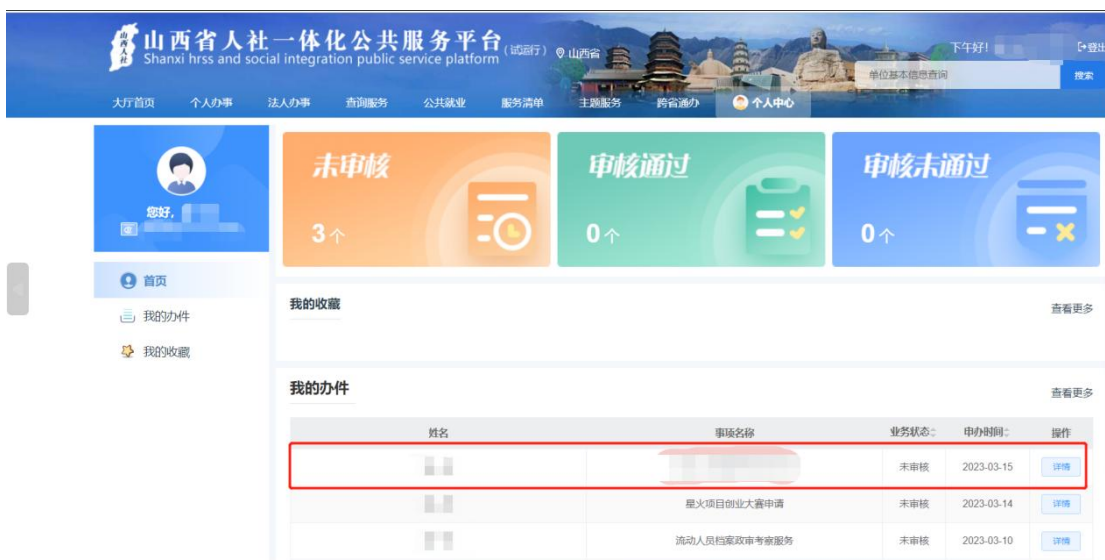 山西人社
山西省人社一体化公共服务平台(试运行) 山西省 下午好! 登出
Shanxi hrss and social integration public service platform
单位基本信息查询 搜索
大厅首页 个人办事 法人办事 查询服务 公共就业 服务清单 主题服务 跨省通办 个人中心
未审核 审核通过 审核未通过
您好,
3个 0个 0个
首页
我的办件
我的收藏
我的收藏 查看更多
我的办件 查看更多
姓名 事项名称 业务状态 申办时间 操作
未审核 2023-03-15 详情
星火项目创业大赛申请 未审核 2023-03-14 详情
流动人员档案政审考察服务 未审核 2023-03-10 详情